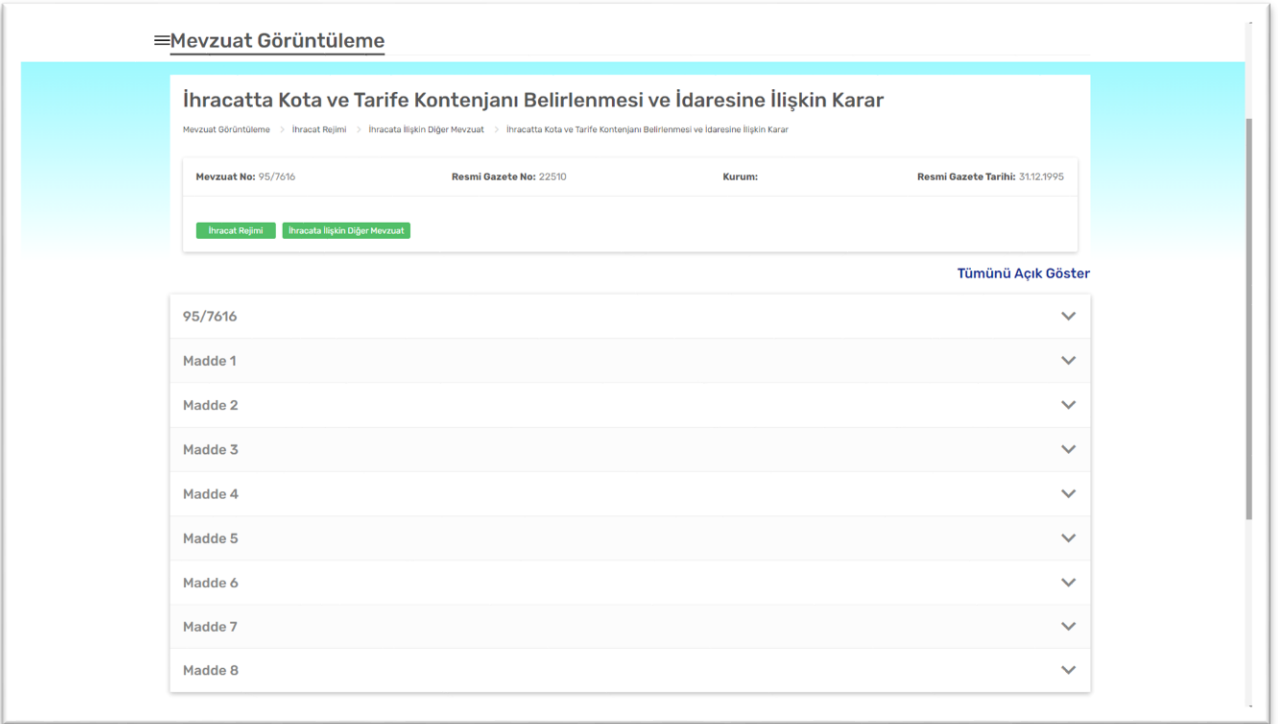 Mevzuat Görüntüleme
İhracatta Kota ve Tarife Kontenjanı Belirlenmesi ve İdaresine İlişkin Karar
Mevzuat Görüntüleme > İhracat Rejimi > İhracata İlişkin Diğer Mevzuat > İhracatta Kota ve Tarife Kontenjanı Belirlenmesi ve İdaresine İlişkin Karar
Mevzuat No: 95/7616 Resmi Gazete No: 22510 Kurum: Resmi Gazete Tarihi: 31.12.1995
İhracat Rejimi İhracata İlişkin Diğer Mevzuat
Tümünü Açık Göster
95/7616
Madde 1
Madde 2
Madde 3
Madde 4
Madde 5
Madde 6
Madde 7
Madde 8